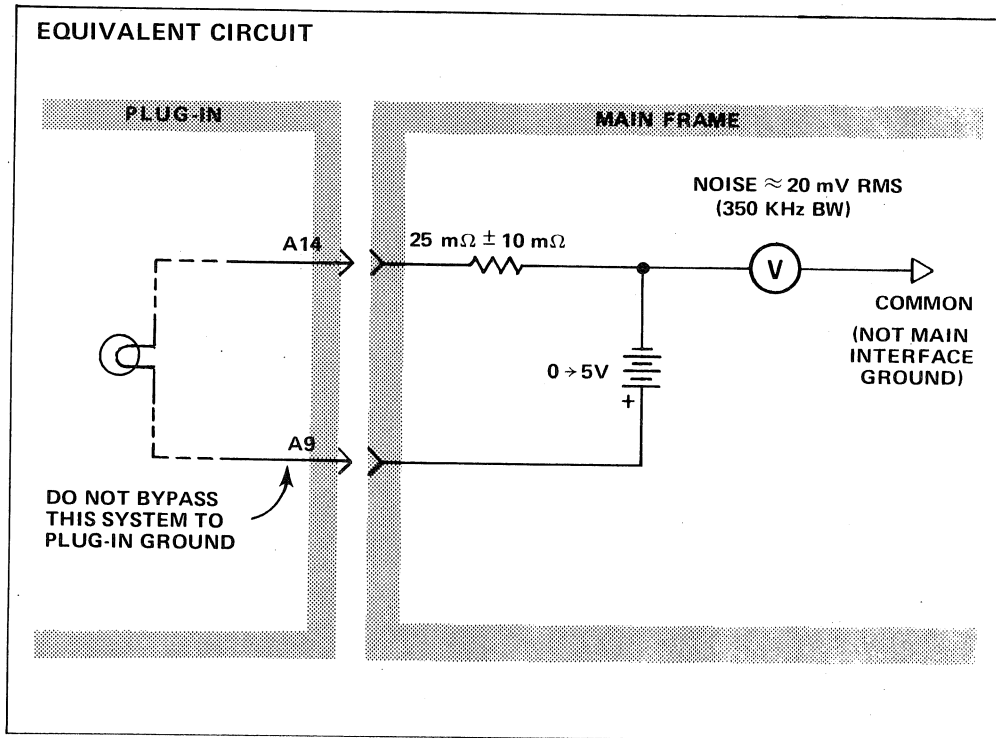 EQUIVALENT CIRCUIT
PLUG-IN
MAIN FRAME
NOISE ≈ 20 mV RMS
(350 KHz BW)
A14
25 mΩ ± 10 mΩ
V
COMMON
(NOT MAIN
INTERFACE
GROUND)
0→5V
+
A9
DO NOT BYPASS
THIS SYSTEM TO
PLUG-IN GROUND